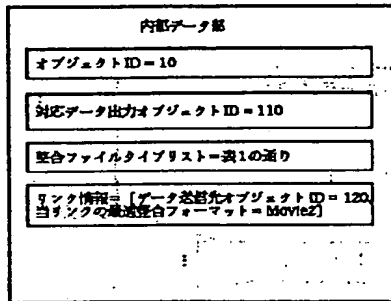 内部データ部
オブジェクトID = 10
対応データ出力オブジェクトID = 110
整合ファイルタイプリスト=表1の通り
リンク情報= [データ送信先オブジェクトID = 120,
当リンクの最適整合フォーマット = Movie2]
⋮